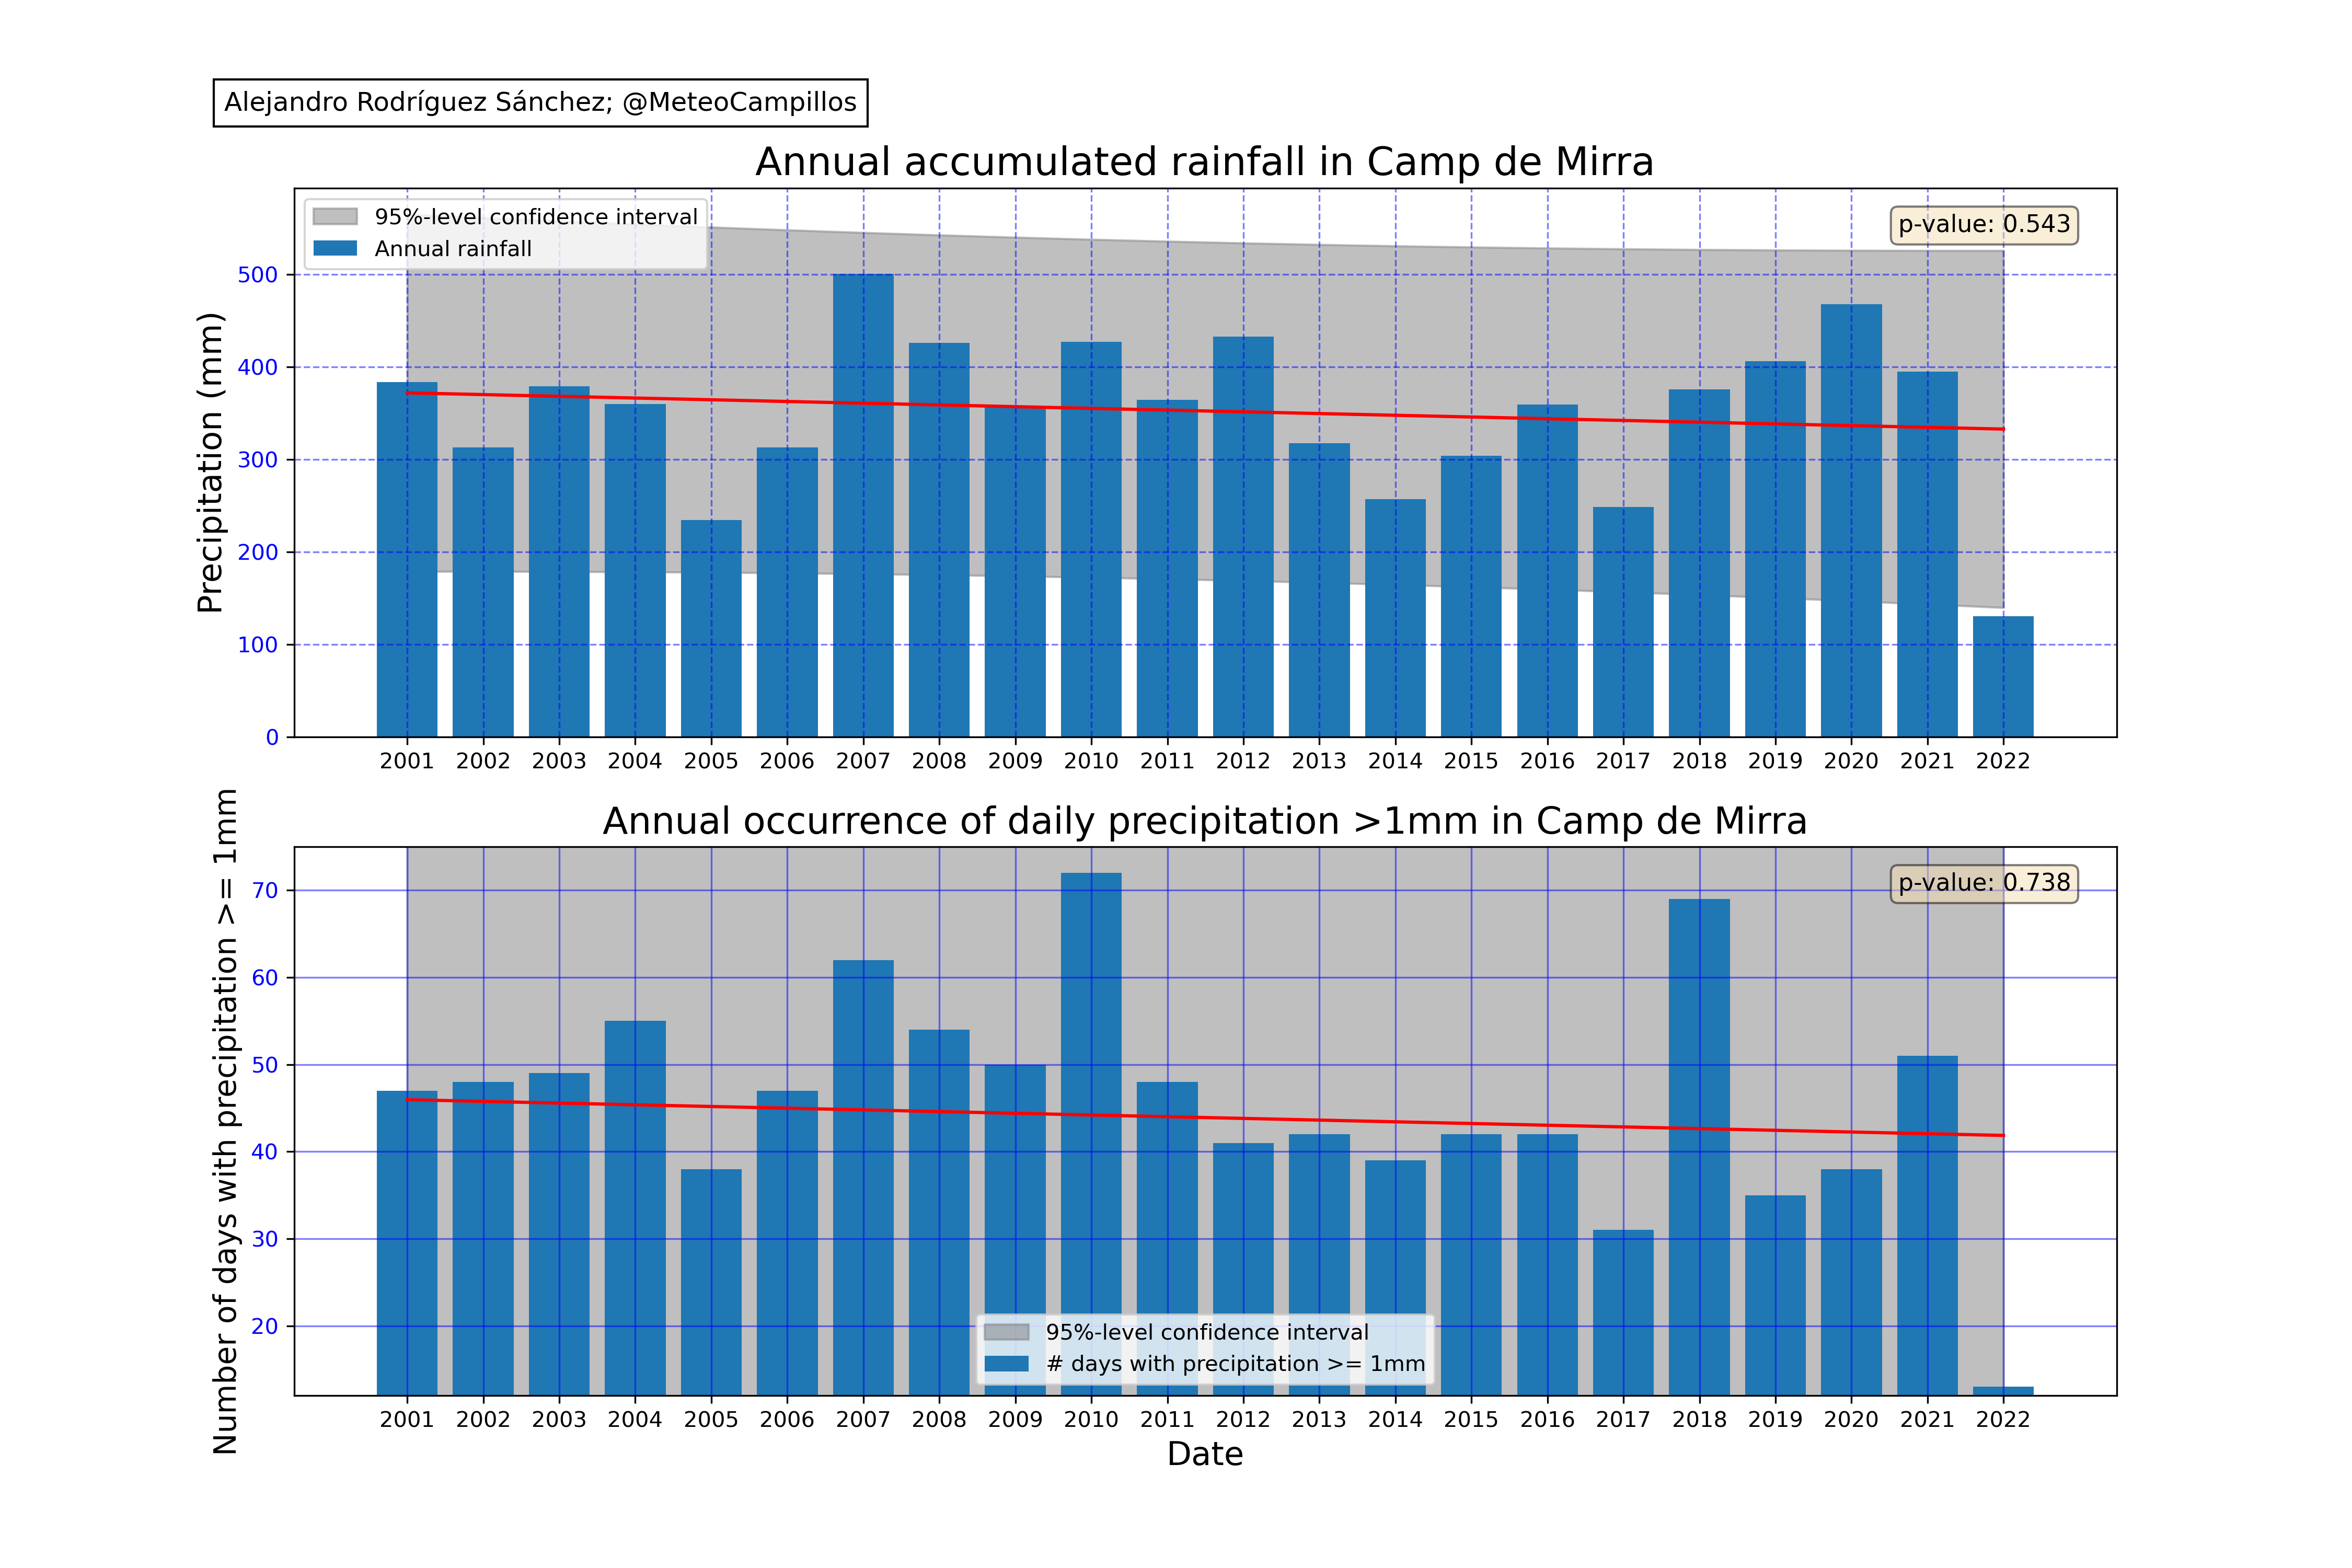 Alejandro Rodríguez Sánchez; @MeteoCampillos
Annual accumulated rainfall in Camp de Mirra
95%-level confidence interval
Annual rainfall
p-value: 0.543
Precipitation (mm)
500
400
300
200
100
0
2001 2002 2003 2004 2005 2006 2007 2008 2009 2010 2011 2012 2013 2014 2015 2016 2017 2018 2019 2020 2021 2022
Annual occurrence of daily precipitation >1mm in Camp de Mirra
p-value: 0.738
Number of days with precipitation >= 1mm
70
60
50
40
30
20
95%-level confidence interval
# days with precipitation >= 1mm
2001 2002 2003 2004 2005 2006 2007 2008 2009 2010 2011 2012 2013 2014 2015 2016 2017 2018 2019 2020 2021 2022
Date